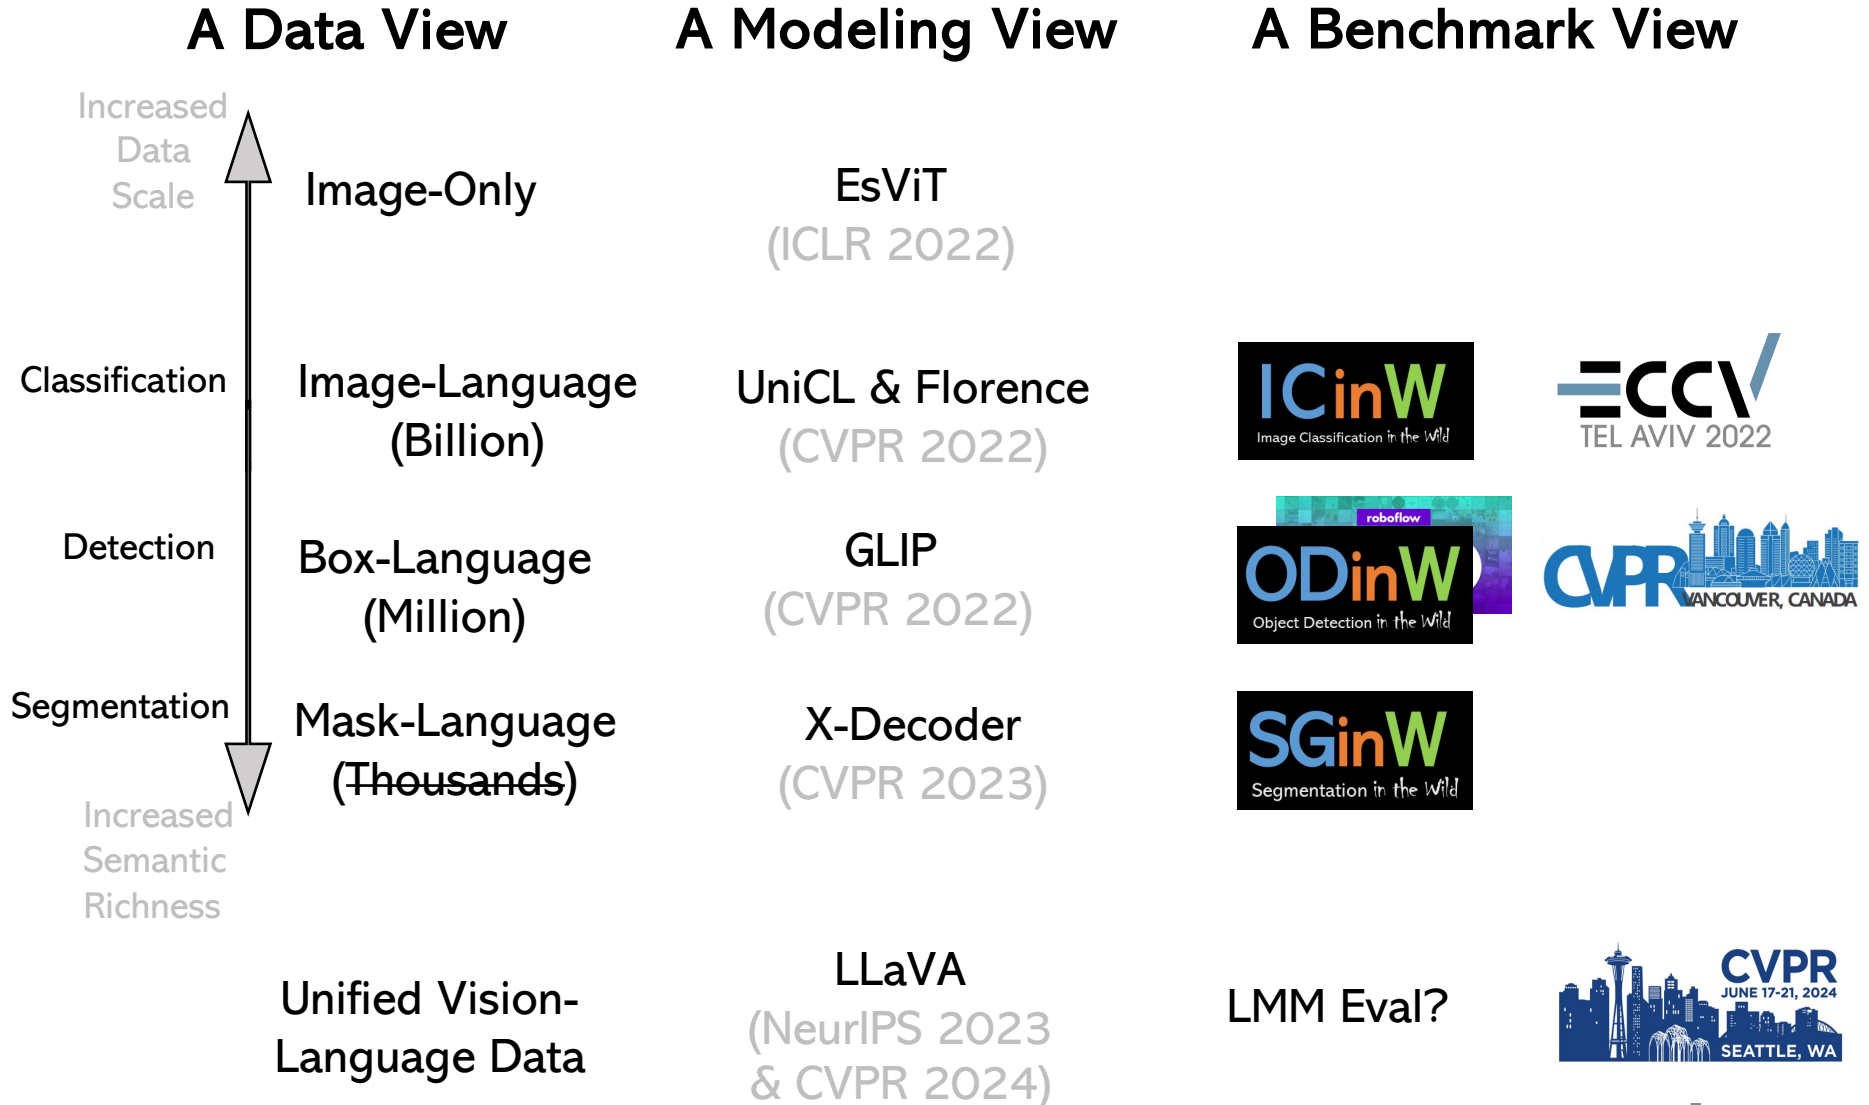 A Data View
A Modeling View
A Benchmark View
Increased
Data
Scale
Image-Only
EsViT
(ICLR 2022)
Classification
Image-Language
(Billion)
UniCL & Florence
(CVPR 2022)
ICinW
Image Classification in the Wild
ECCV
TEL AVIV 2022
Detection
Box-Language
(Million)
GLIP
(CVPR 2022)
roboflow
ODinW
Object Detection in the Wild
CVPR
VANCOUVER, CANADA
Segmentation
Mask-Language
(Thousands)
X-Decoder
(CVPR 2023)
SGinW
Segmentation in the Wild
Increased
Semantic
Richness
Unified Vision-
Language Data
LLaVA
(NeurIPS 2023
& CVPR 2024)
LMM Eval?
CVPR
JUNE 17-21, 2024
SEATTLE, WA